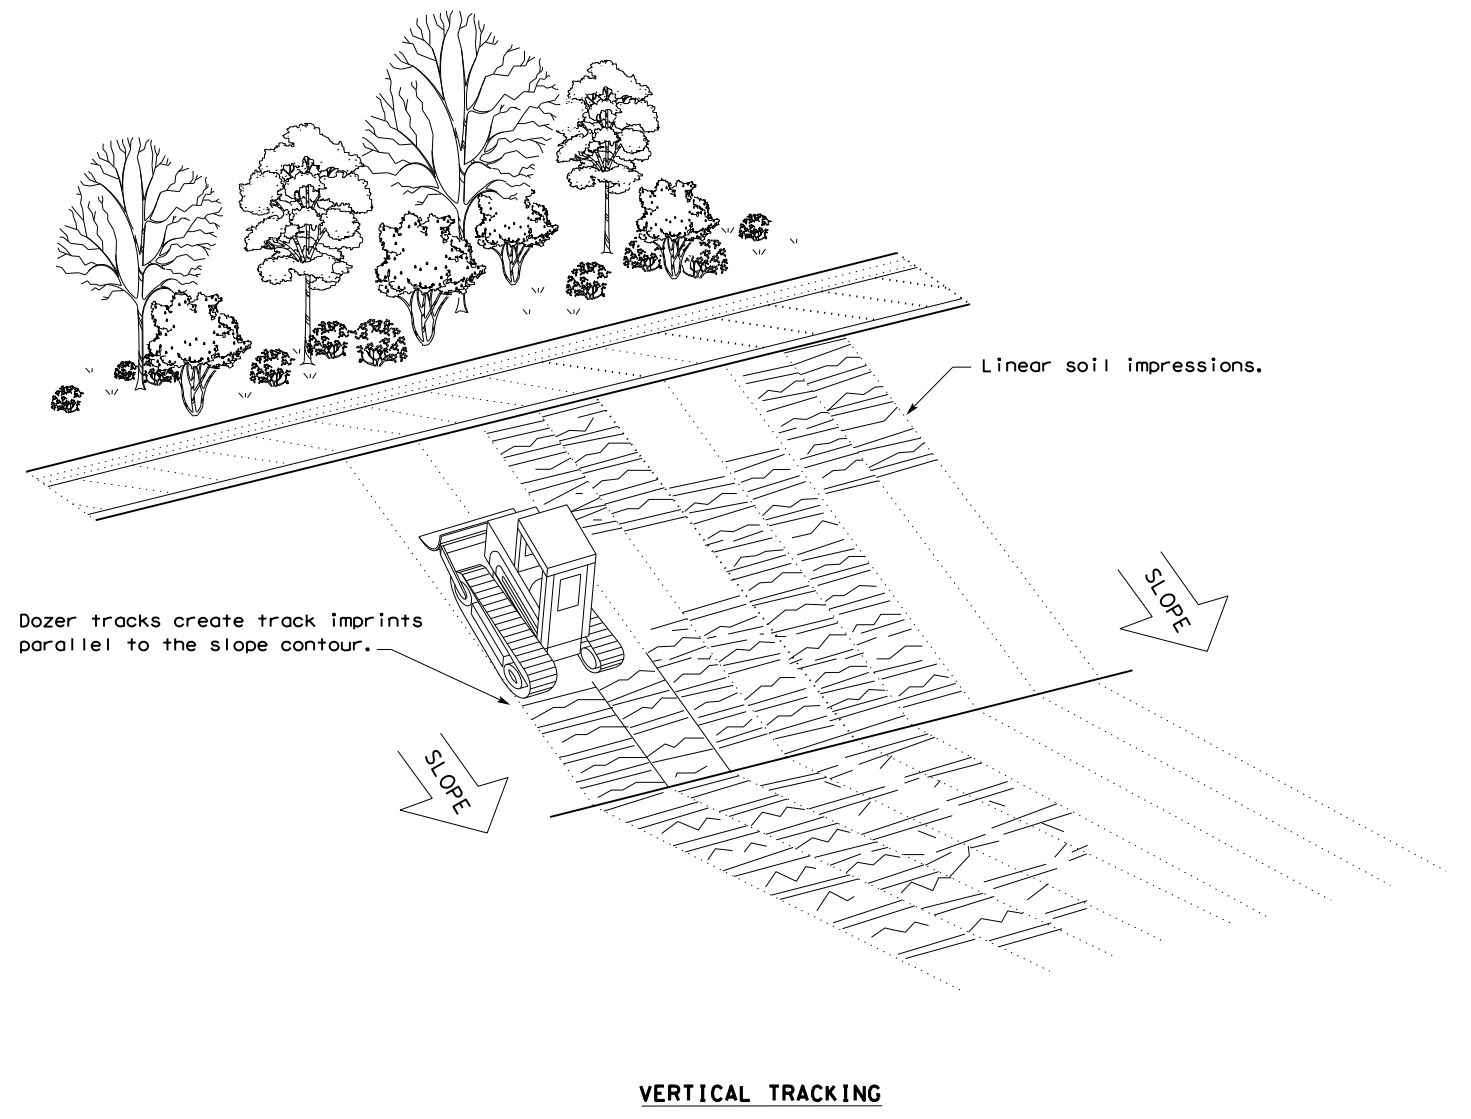 Linear soil impressions.
SLOPE
Dozer tracks create track imprints
parallel to the slope contour.
SLOPE
VERTICAL TRACKING